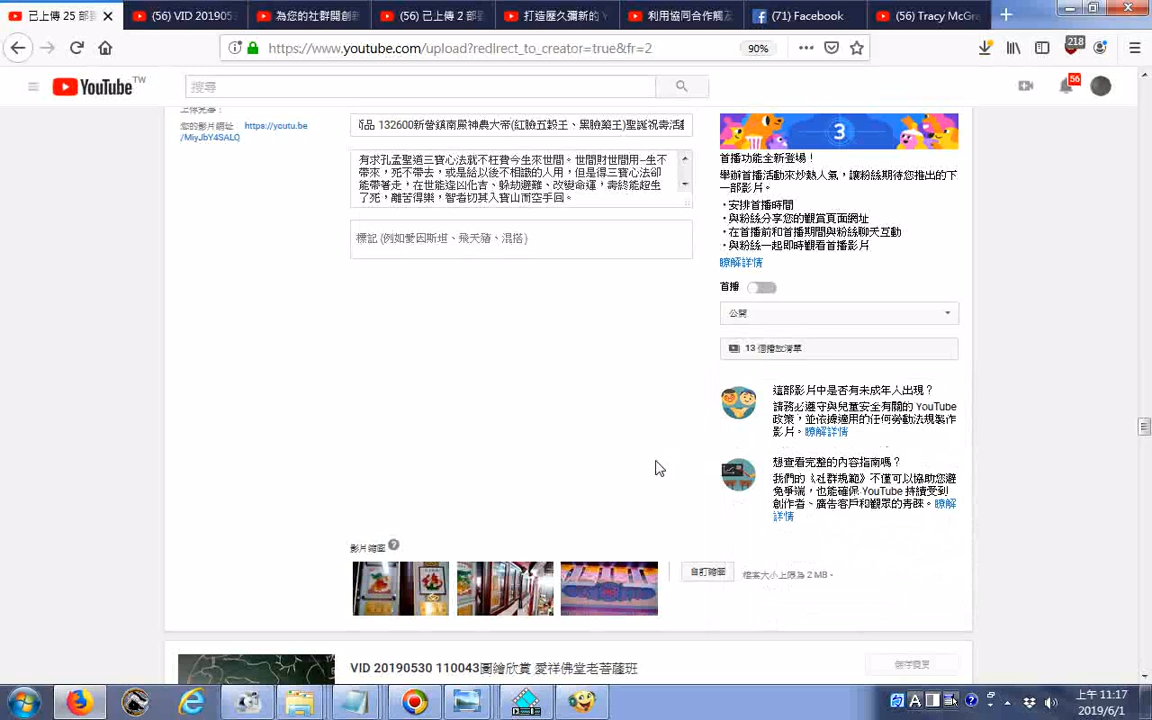 已上傳 25 部影
(56) VID 201905
為您的社群開創
(56) 已上傳 2 部影
打造歷久彌新的 Y
利用協同合作觸及
(71) Facebook
(56) Tracy McGra
https://www.youtube.com/upload?redirect_to_creator=true&fr=2
90%
218
YouTube TW
搜尋
56
上傳完畢！
您的影片網址
https://youtu.be
/MiyJbY4SALQ
品 132600新營鎮南殿神農大帝(紅臉五穀王、黑臉藥王)聖誕祝壽活動
有求孔孟聖道三寶心法就不枉費今生來世間。世間財世間用─生不
帶來，死不帶去，或是給以後不相識的人用，但是得三寶心法卻
能帶著走，在世能逢凶化吉、躲劫避難、改變命運，壽終能超生
了死，離苦得樂，智者切莫入寶山而空手回。
標記 (例如愛因斯坦、飛天豬、混搭)
3
首播功能全新登場！
舉辦首播活動來炒熱人氣，讓粉絲期待您推出的下
一部影片。
・安排首播時間
・與粉絲分享您的觀賞頁面網址
・在首播前和首播期間與粉絲聊天互動
・與粉絲一起即時觀看首播影片
瞭解詳情
首播
公開
13 個播放清單
這部影片中是否有未成年人出現？
請務必遵守與兒童安全有關的 YouTube
政策，並依據適用的任何勞動法規製作
影片。瞭解詳情
想查看完整的內容指南嗎？
我們的《社群規範》不僅可以協助您避
免爭端，也能確保 YouTube 持續受到
創作者、廣告客戶和觀眾的青睞。瞭解
詳情
影片縮圖
自訂縮圖
檔案大小上限為 2 MB。
VID 20190530 110043圖繪欣賞 愛祥佛堂老菩薩班
儲存變更
上午 11:17
2019/6/1